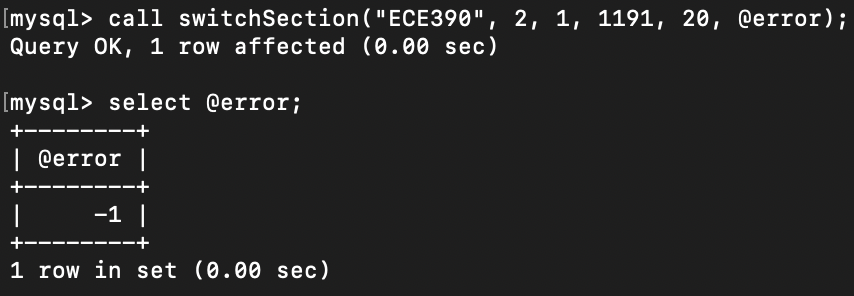 [mysql> call switchSection("ECE390", 2, 1, 1191, 20, @error);
Query OK, 1 row affected (0.00 sec)
[mysql> select @error;
+--------+
| @error |
+--------+
|     -1 |
+--------+
1 row in set (0.00 sec)